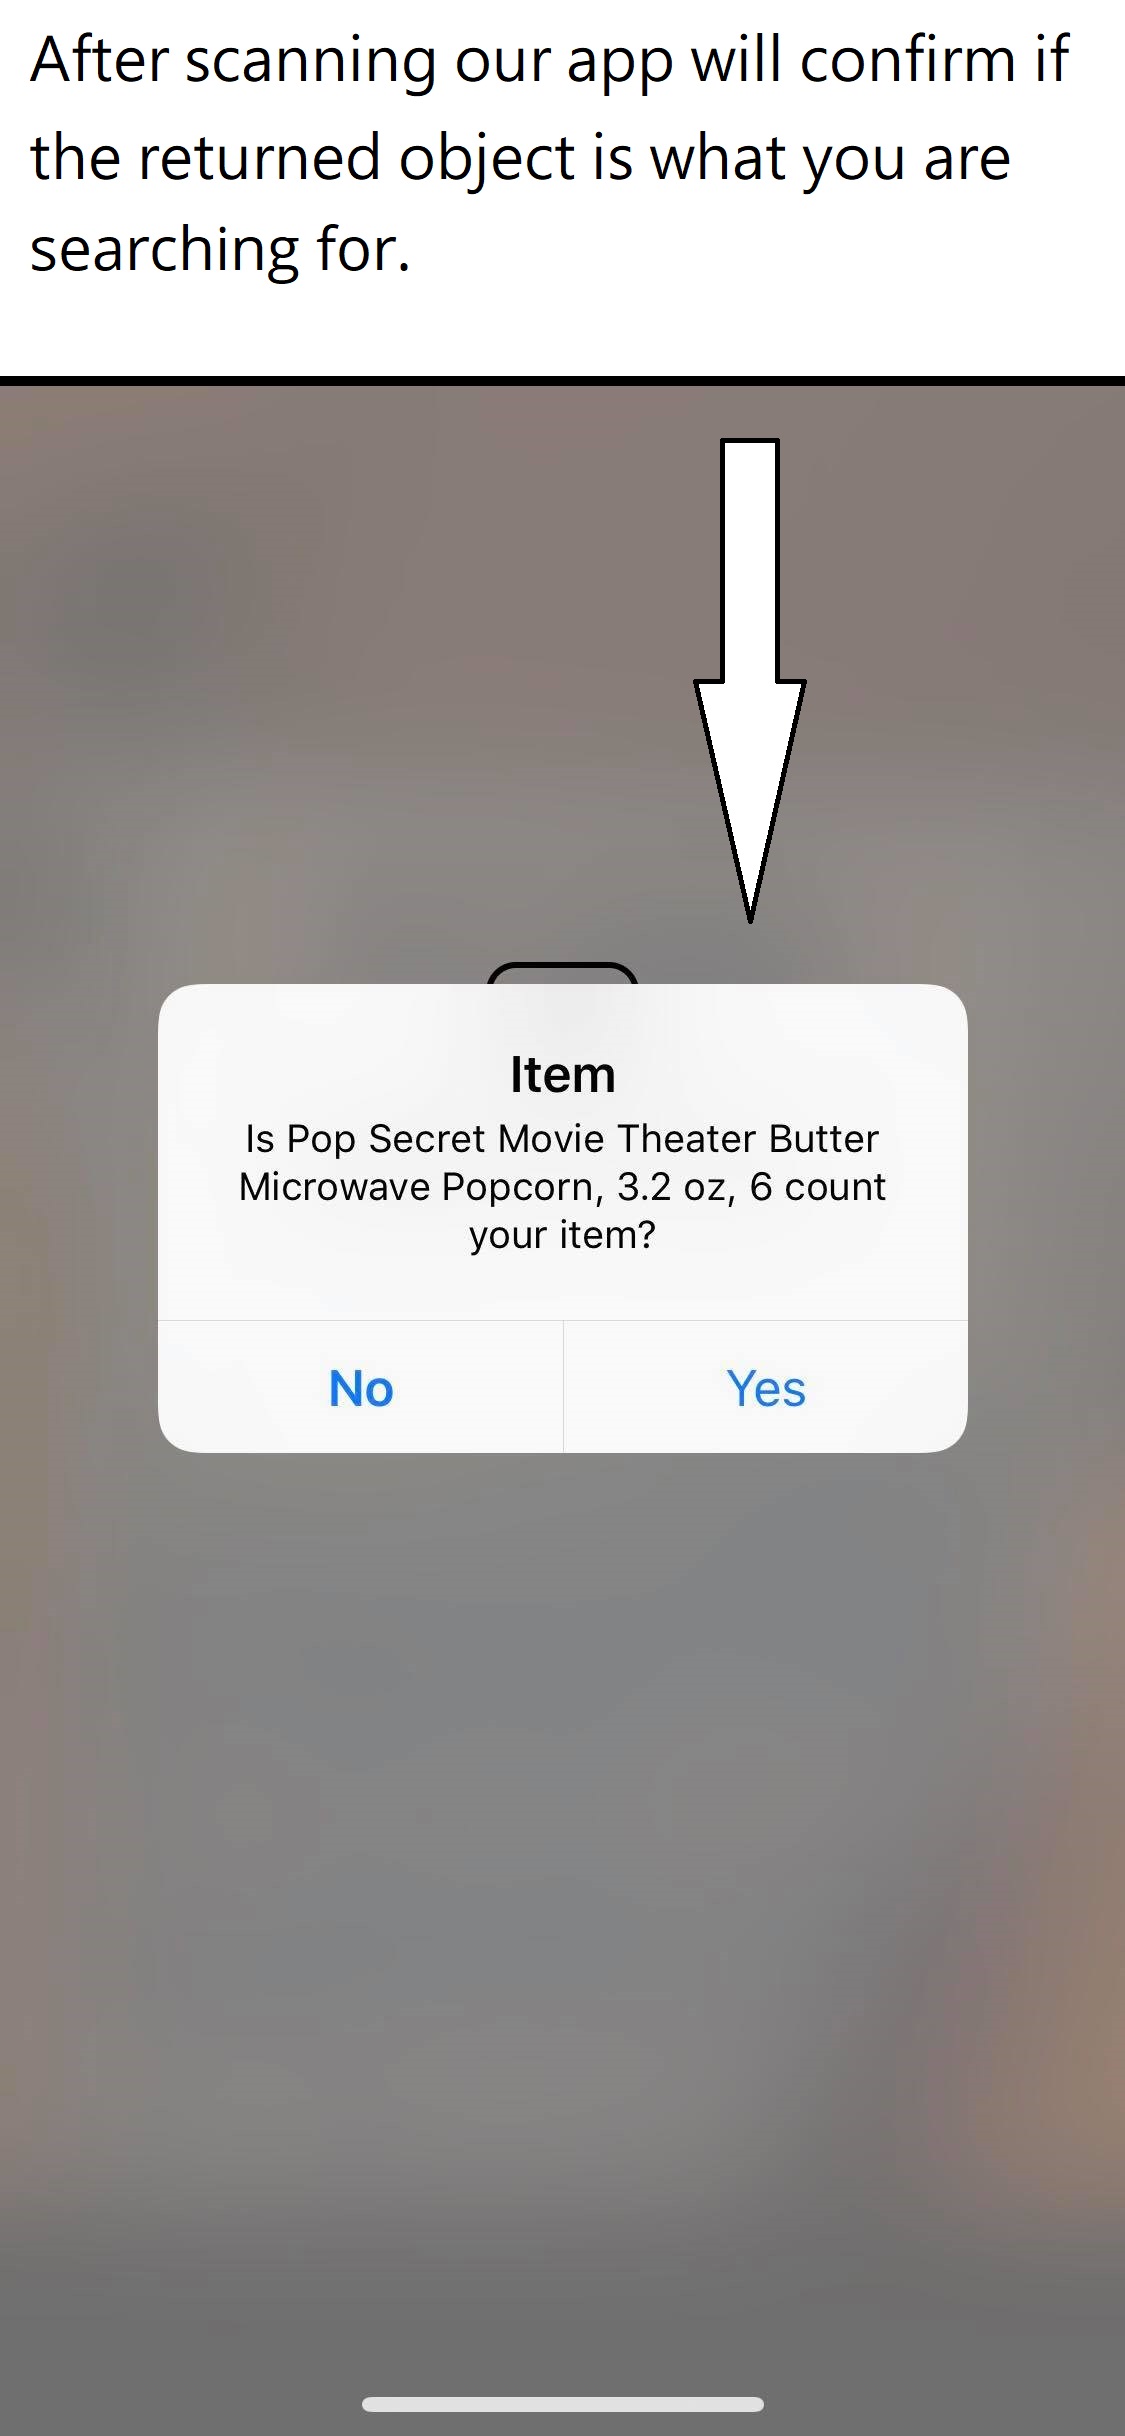 After scanning our app will confirm if
the returned object is what you are
searching for.
Item
Is Pop Secret Movie Theater Butter
Microwave Popcorn, 3.2 oz, 6 count
your item?
No
Yes